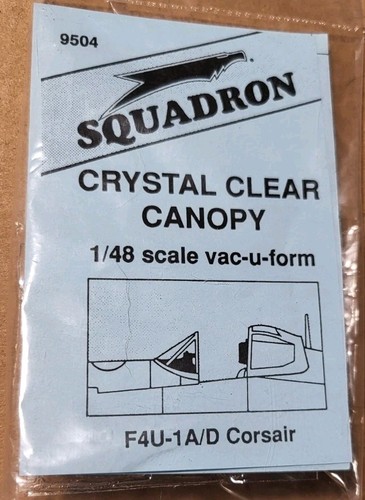 9504
SQUADRON
CRYSTAL CLEAR
CANOPY
1/48 scale vac-u-form
F4U-1A/D Corsair